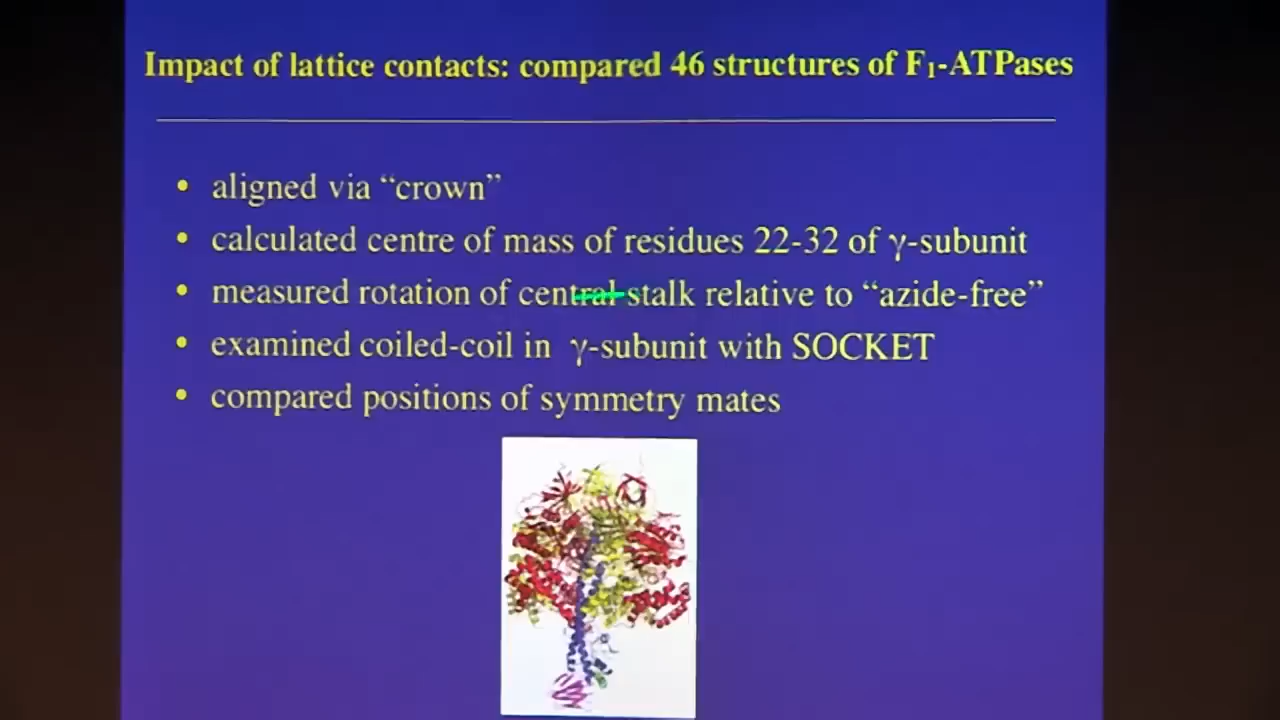 Impact of lattice contacts: compared 46 structures of F₁-ATPases
• aligned via “crown”
• calculated centre of mass of residues 22-32 of γ-subunit
• measured rotation of central stalk relative to “azide-free”
• examined coiled-coil in γ-subunit with SOCKET
• compared positions of symmetry mates